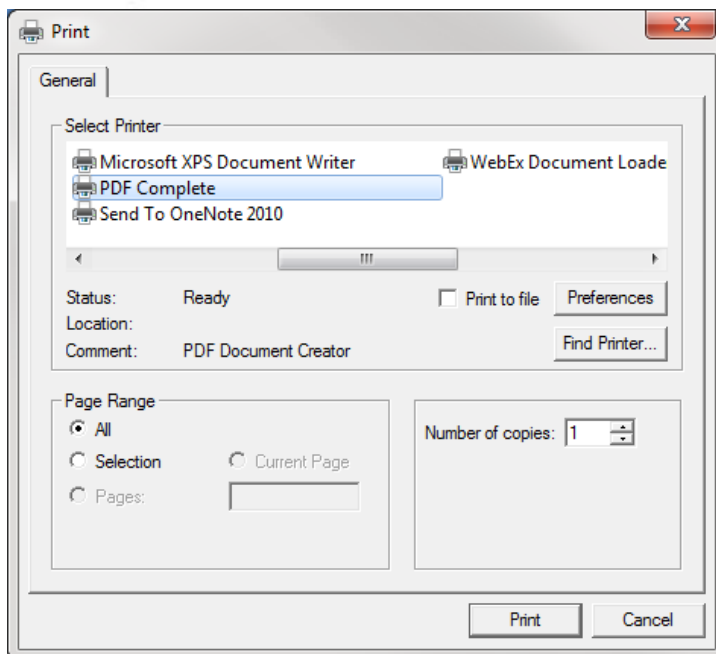 Print
General
Select Printer
Microsoft XPS Document Writer
WebEx Document Loade
PDF Complete
Send To OneNote 2010
Status: Ready
Print to file
Preferences
Location:
Find Printer...
Comment: PDF Document Creator
Page Range
All
Number of copies: 1
Selection
Current Page
Pages:
Print
Cancel